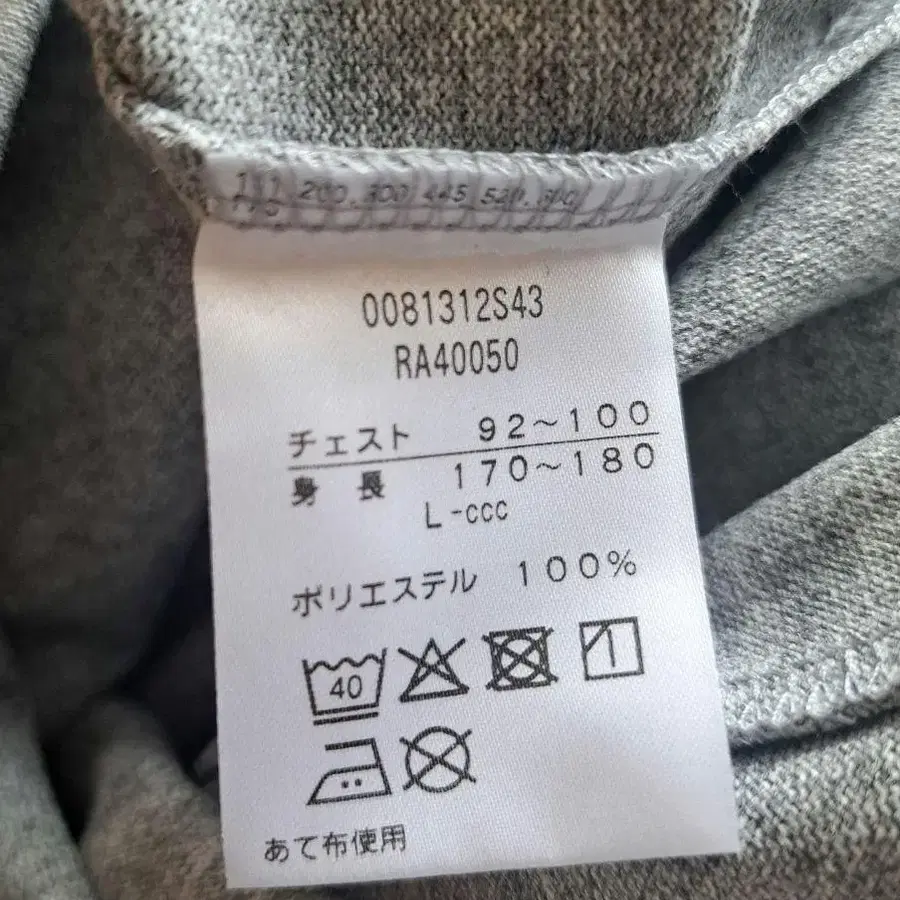 0081312S43
RA40050
チェスト 92～100
身長 170～180
L-ccc
ポリエステル 100%
40
あて布使用